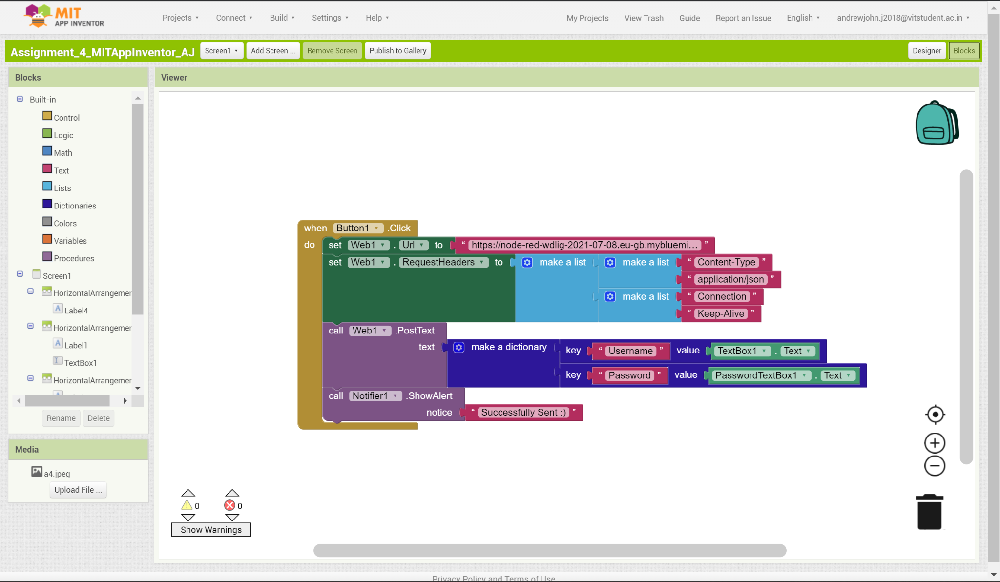 MIT
APP INVENTOR
Projects Connect Build Settings Help My Projects View Trash Guide Report an Issue English andrewjohn.j2018@vitstudent.ac.in
Assignment_4_MITAppInventor_AJ Screen1 Add Screen ... Remove Screen Publish to Gallery Designer Blocks
Blocks
Built-in
Control
Logic
Math
Text
Lists
Dictionaries
Colors
Variables
Procedures
Screen1
HorizontalArrangemer
Label4
HorizontalArrangemer
Label1
TextBox1
HorizontalArrangemer
Rename Delete
Media
a4.jpeg
Upload File ...
Viewer
when Button1 .Click
do set Web1 . Url to “ https://node-red-wdlig-2021-07-08.eu-gb.mybluemi... ”
set Web1 . RequestHeaders to make a list make a list “ Content-Type ”
“ application/json ”
make a list “ Connection ”
“ Keep-Alive ”
call Web1 .PostText
text make a dictionary key “ Username ” value TextBox1 . Text
key “ Password ” value PasswordTextBox1 . Text
call Notifier1 .ShowAlert
notice “ Successfully Sent :) ”
0 0
Show Warnings
Privacy Policy and Terms of Use